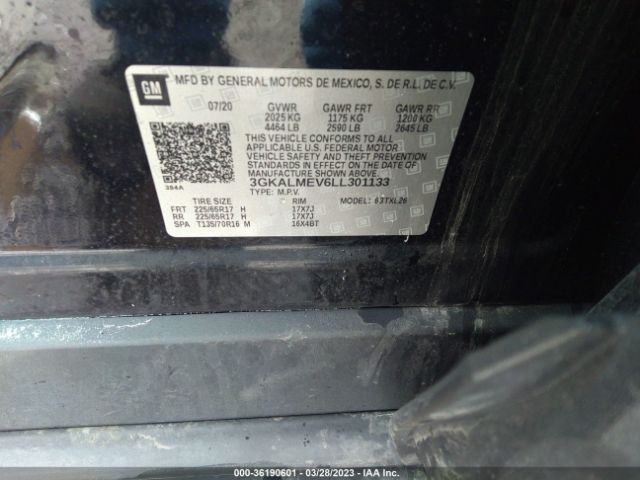 GM
MFD BY GENERAL MOTORS DE MEXICO, S. DE R.L. DE C.V.
07/20 GVWR GAWR FRT GAWR RR
2025 KG 1175 KG 1200 KG
4464 LB 2590 LB 2645 LB
THIS VEHICLE CONFORMS TO ALL
APPLICABLE U.S. FEDERAL MOTOR
VEHICLE SAFETY AND THEFT PREVENTION
STANDARDS IN EFFECT ON THE DATE OF
MANUFACTURE SHOWN ABOVE.
384A 3GKALMEV6LL301133
TYPE: M.P.V. MODEL: 63TXL26
TIRE SIZE RIM
FRT 225/65R17 H 17X7J
RR 225/65R17 H 17X7J
SPA T135/70R16 M 16X4BT
000-36190601 - 03/28/2023 - IAA Inc.